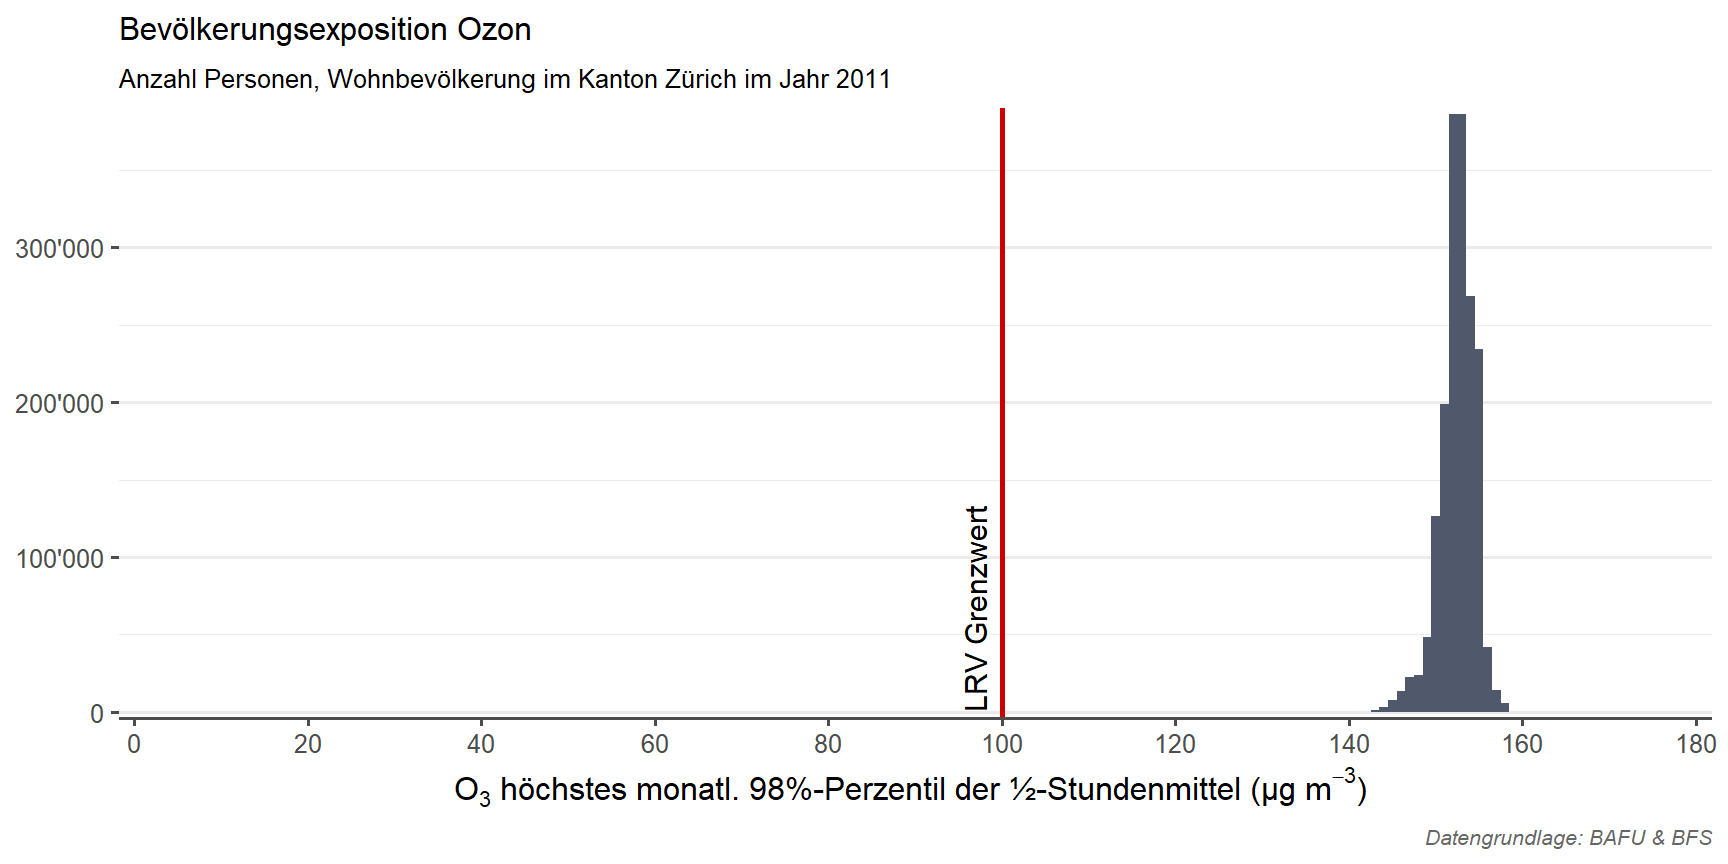 Bevölkerungsexposition Ozon
Anzahl Personen, Wohnbevölkerung im Kanton Zürich im Jahr 2011
300'000
200'000
100'000
0
LRV Grenzwert
0 20 40 60 80 100 120 140 160 180
O₃ höchstes monatl. 98%-Perzentil der ½-Stundenmittel (µg m⁻³)
Datengrundlage: BAFU & BFS